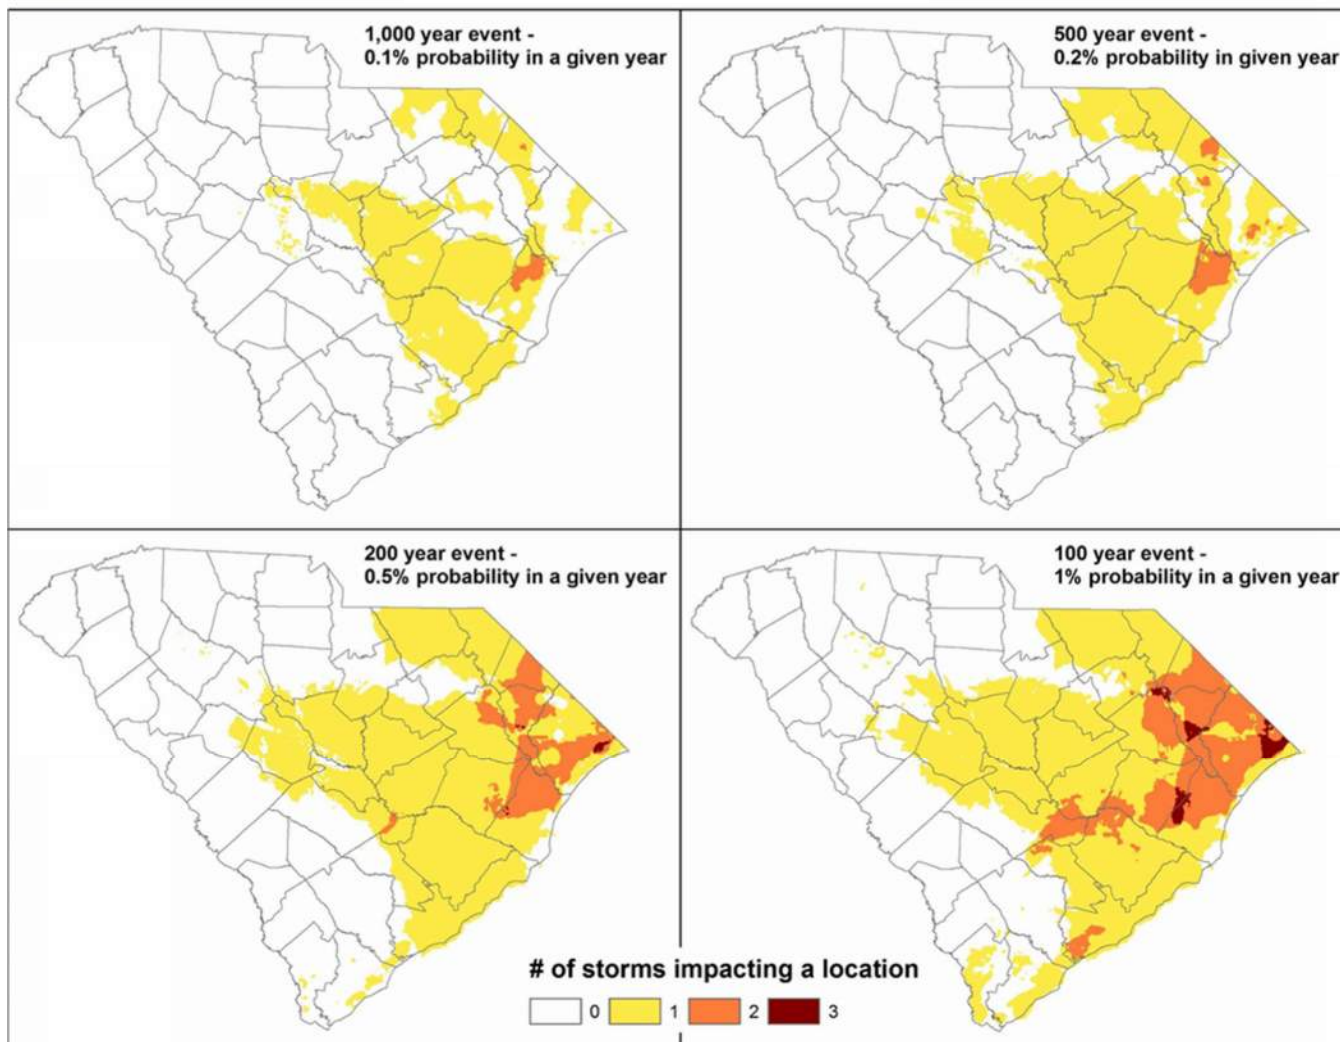 1,000 year event -
0.1% probability in a given year
500 year event -
0.2% probability in given year
200 year event -
0.5% probability in a given year
100 year event -
1% probability in a given year
# of storms impacting a location
0 1 2 3